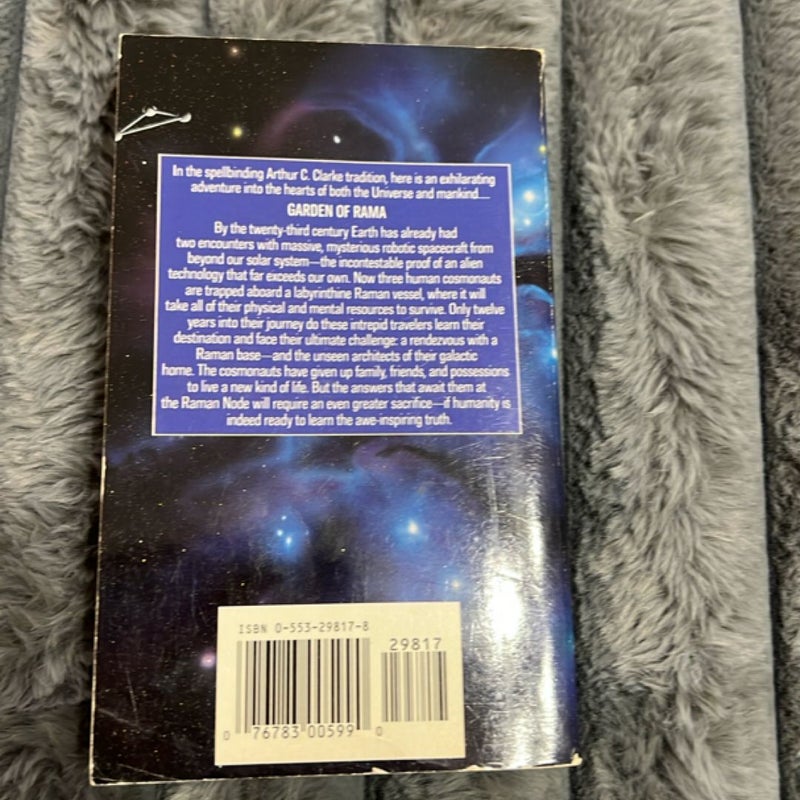 In the spellbinding Arthur C. Clarke tradition, here is an exhilarating
adventure into the hearts of both the Universe and mankind...
GARDEN OF RAMA
By the twenty-third century Earth has already had
two encounters with massive, mysterious robotic spacecraft from
beyond our solar system—the incontestable proof of an alien
technology that far exceeds our own. Now three human cosmonauts
are trapped aboard a labyrinthine Raman vessel, where it will
take all of their physical and mental resources to survive. Only twelve
years into their journey do these intrepid travelers learn their
destination and face their ultimate challenge: a rendezvous with a
Raman base—and the unseen architects of their galactic
home. The cosmonauts have given up family, friends, and possessions
to live a new kind of life. But the answers that await them at
the Raman Node will require an even greater sacrifice—if humanity is
indeed ready to learn the awe-inspiring truth.
ISBN 0-553-29817-8
29817
0 76783 00599 0